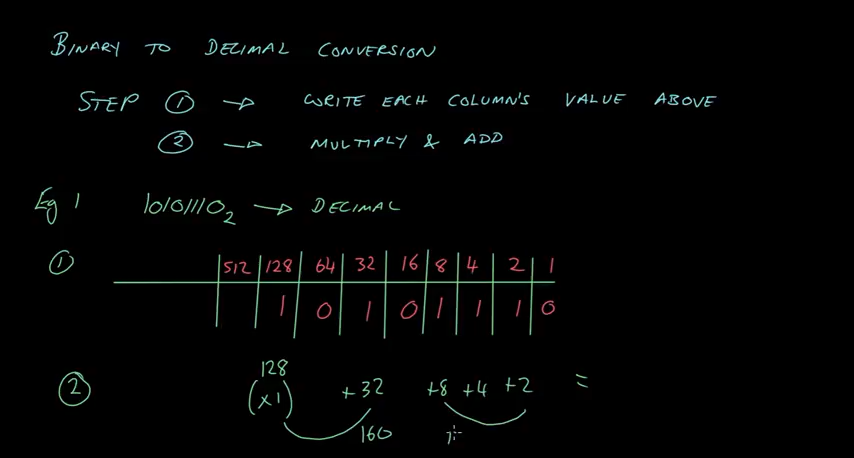 BINARY TO DECIMAL CONVERSION
STEP ① → WRITE EACH COLUMN'S VALUE ABOVE
② → MULTIPLY & ADD
Eg 1 10101110₂ → DECIMAL
① 512 128 64 32 16 8 4 2 1
1 0 1 0 1 1 1 0
② 128
(×1) +32 +8 +4 +2 =
160